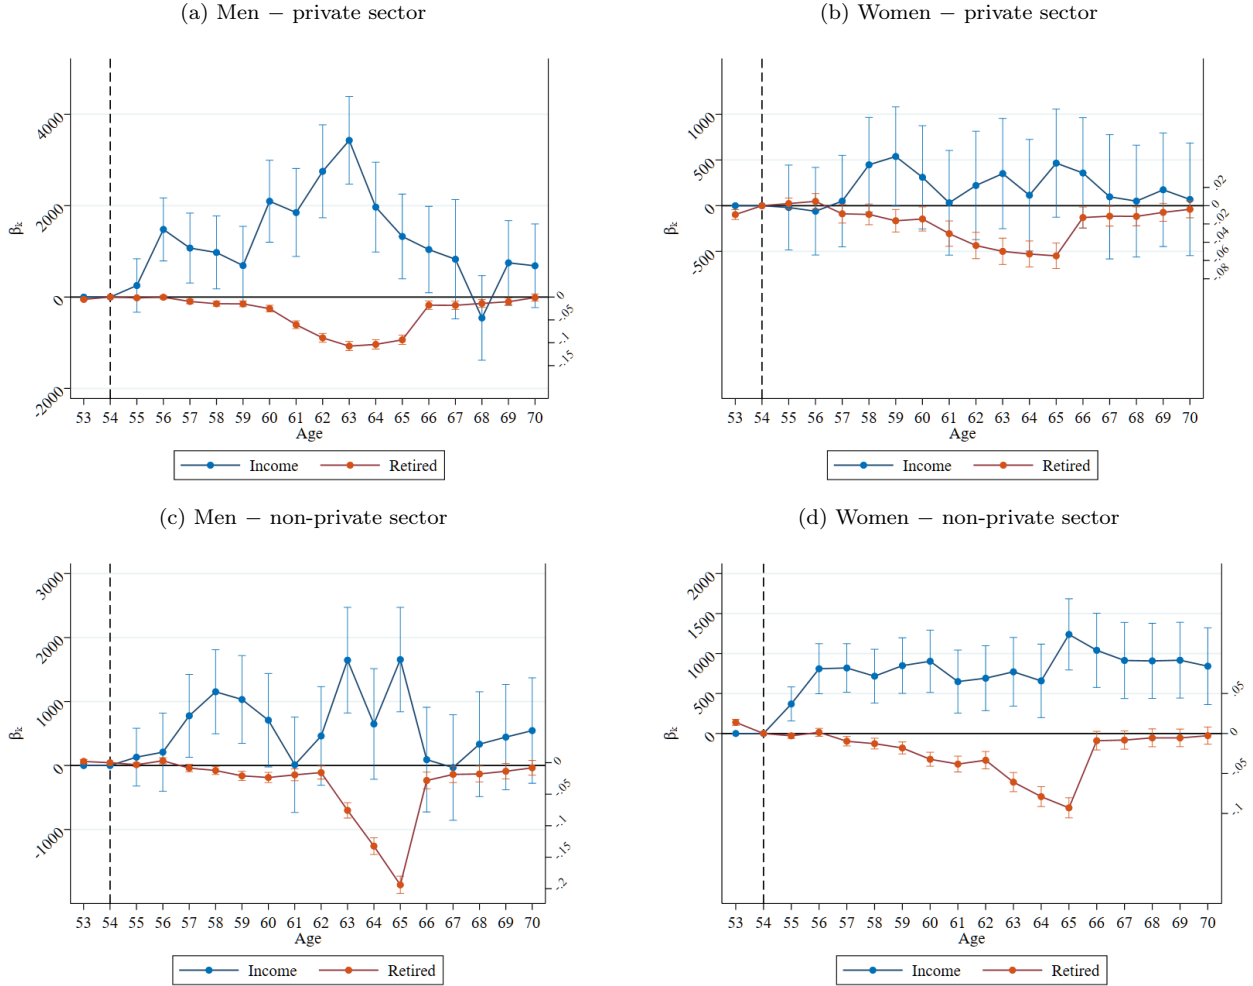 (a) Men − private sector
4000
2000
0
-2000
βk
0
-.05
-.1
-.15
53 54 55 56 57 58 59 60 61 62 63 64 65 66 67 68 69 70
Age
Income Retired
(b) Women − private sector
1000
500
0
-500
βk
.02
0
-.02
-.04
-.06
-.08
53 54 55 56 57 58 59 60 61 62 63 64 65 66 67 68 69 70
Age
Income Retired
(c) Men − non-private sector
3000
2000
1000
0
-1000
βk
0
-.05
-.1
-.15
-.2
53 54 55 56 57 58 59 60 61 62 63 64 65 66 67 68 69 70
Age
Income Retired
(d) Women − non-private sector
2000
1500
1000
500
0
βk
.05
0
-.05
-.1
53 54 55 56 57 58 59 60 61 62 63 64 65 66 67 68 69 70
Age
Income Retired